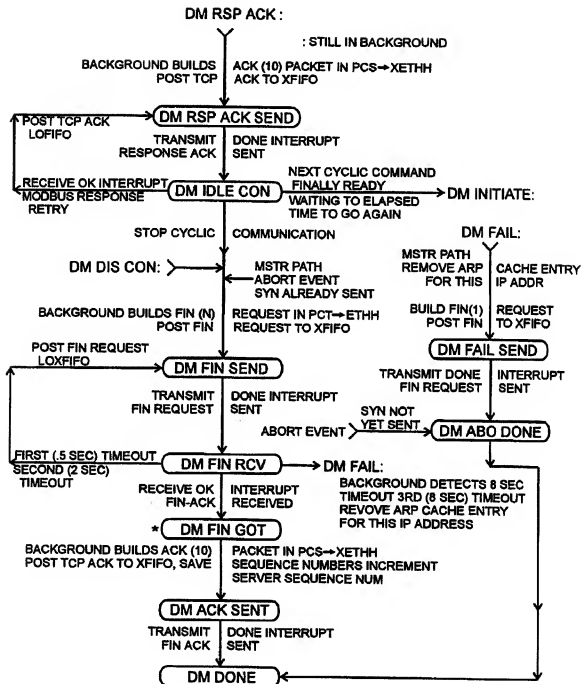 DM RSP ACK :
: STILL IN BACKGROUND
BACKGROUND BUILDS ACK (10) PACKET IN PCS→XETHH
POST TCP ACK TO XFIFO
DM RSP ACK SEND
POST TCP ACK
LOFIFO
TRANSMIT DONE INTERRUPT
RESPONSE ACK SENT
RECEIVE OK INTERRUPT
MODBUS RESPONSE
RETRY
DM IDLE CON
NEXT CYCLIC COMMAND
FINALLY READY
WAITING TO ELAPSED
TIME TO GO AGAIN
DM INITIATE:
STOP CYCLIC COMMUNICATION
DM DIS CON:
MSTR PATH
ABORT EVENT
SYN ALREADY SENT
BACKGROUND BUILDS FIN (N) REQUEST IN PCT→ETHH
POST FIN REQUEST TO XFIFO
POST FIN REQUEST
LOXFIFO
DM FIN SEND
TRANSMIT DONE INTERRUPT
FIN REQUEST SENT
FIRST (.5 SEC) TIMEOUT
SECOND (2 SEC)
TIMEOUT
DM FIN RCV
DM FAIL:
BACKGROUND DETECTS 8 SEC
TIMEOUT 3RD (8 SEC) TIMEOUT
REVOVE ARP CACHE ENTRY
FOR THIS IP ADDRESS
RECEIVE OK INTERRUPT
FIN-ACK RECEIVED
* DM FIN GOT
BACKGROUND BUILDS ACK (10) PACKET IN PCS→XETHH
POST TCP ACK TO XFIFO, SAVE SEQUENCE NUMBERS INCREMENT
SERVER SEQUENCE NUM
DM ACK SENT
TRANSMIT DONE INTERRUPT
FIN ACK SENT
DM DONE
DM FAIL:
MSTR PATH
REMOVE ARP CACHE ENTRY
FOR THIS IP ADDR
BUILD FIN(1) REQUEST
POST FIN TO XFIFO
DM FAIL SEND
TRANSMIT DONE INTERRUPT
FIN REQUEST SENT
ABORT EVENT
SYN NOT
YET SENT
DM ABO DONE